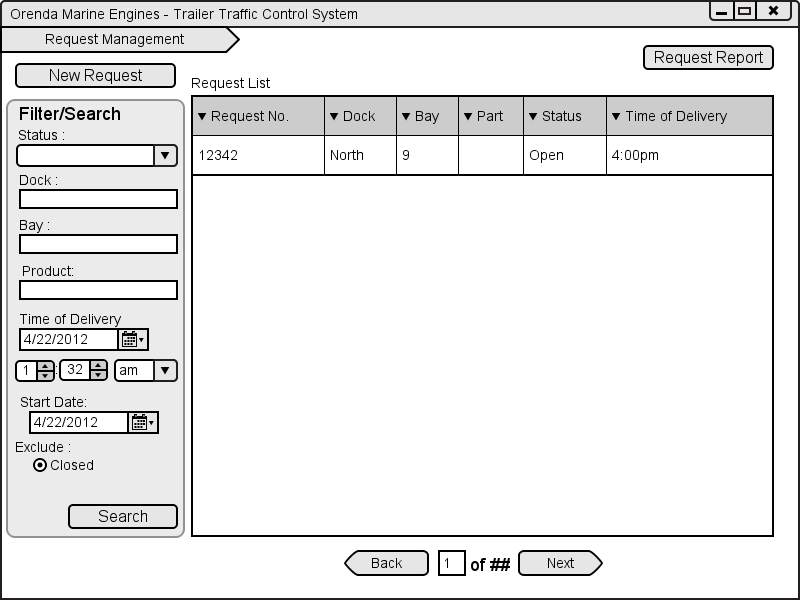 Orenda Marine Engines - Trailer Traffic Control System
Request Management
Request Report
New Request
Request List
Filter/Search
Status :
Dock :
Bay :
Product:
Time of Delivery
4/22/2012
1 : 32 am
Start Date:
4/22/2012
Exclude :
Closed
Search
Request No. Dock Bay Part Status Time of Delivery
12342 North 9 Open 4:00pm
Back 1 of ## Next